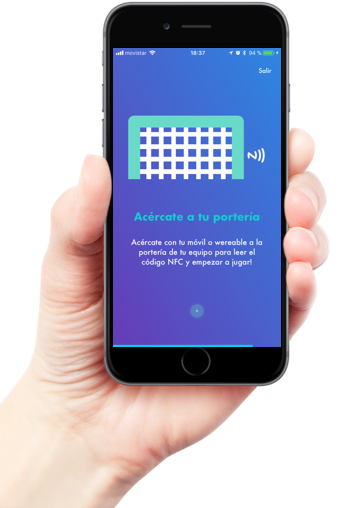 movistar 18:37 94 %
Salir
Acércate a tu portería
Acércate con tu móvil o wereable a la
portería de tu equipo para leer el
código NFC y empezar a jugar!